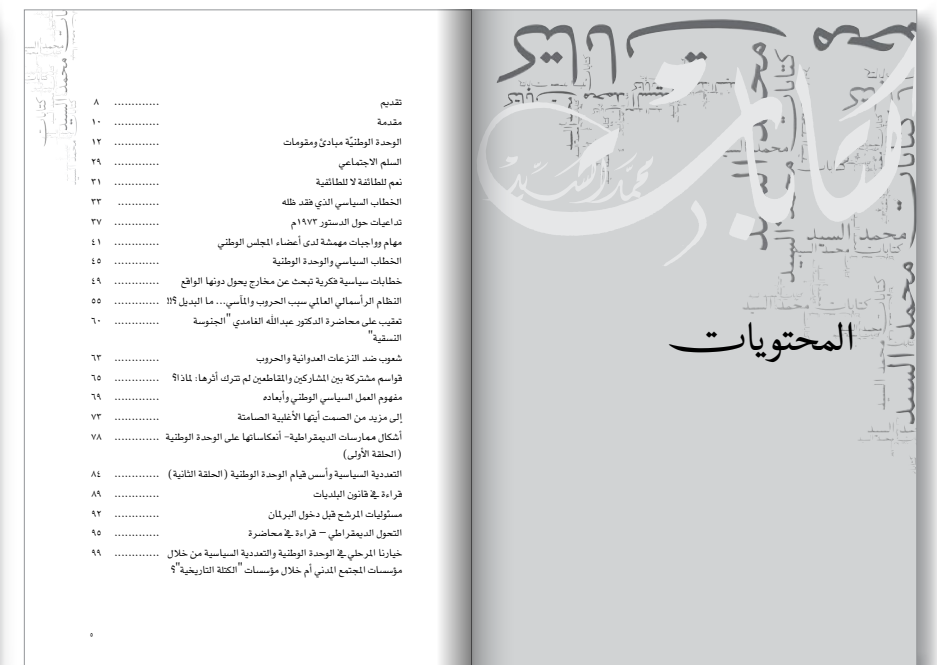 كتابات
محمد السيد
المحتويات
تقديم ............. ٨
مقدمة ............. ١٠
الوحدة الوطنيّة مبادئ ومقومات ............. ١٢
السلم الاجتماعي ............. ٢٩
نعم للطائفة لا للطائفية ............. ٣١
الخطاب السياسي الذي فقد ظله ............ ٣٣
تداعيات حول الدستور ١٩٧٣م ............. ٣٧
مهام وواجبات مهمشة لدى أعضاء المجلس الوطني ............. ٤١
الخطاب السياسي والوحدة الوطنية ............. ٤٥
خطابات سياسية فكرية تبحث عن مخارج يحول دونها الواقع ............. ٤٩
النظام الرأسمالي العالمي سبب الحروب والمآسي... ما البديل ؟!! ............. ٥٥
تعقيب على محاضرة الدكتور عبدالله الغامدي "الجنوسة ............. ٦٠
النسقية"
شعوب ضد النزعات العدوانية والحروب ............. ٦٣
قواسم مشتركة بين المشاركين والمقاطعين لم تترك أثرها: لماذا؟ ............. ٦٥
مفهوم العمل السياسي الوطني وأبعاده ............. ٦٩
إلى مزيد من الصمت أيتها الأغلبية الصامتة ............. ٧٣
أشكال ممارسات الديمقراطية– أنعكاساتها على الوحدة الوطنية ............. ٧٨
(الحلقة الأولى)
التعددية السياسية وأسس قيام الوحدة الوطنية (الحلقة الثانية) ............. ٨٤
قراءة في قانون البلديات ............. ٨٩
مسئوليات المرشح قبل دخول البرلمان ............. ٩٢
التحول الديمقراطي – قراءة في محاضرة ............. ٩٥
خيارنا المرحلي في الوحدة الوطنية والتعددية السياسية من خلال ............. ٩٩
مؤسسات المجتمع المدني أم خلال مؤسسات "الكتلة التاريخية"؟
٥